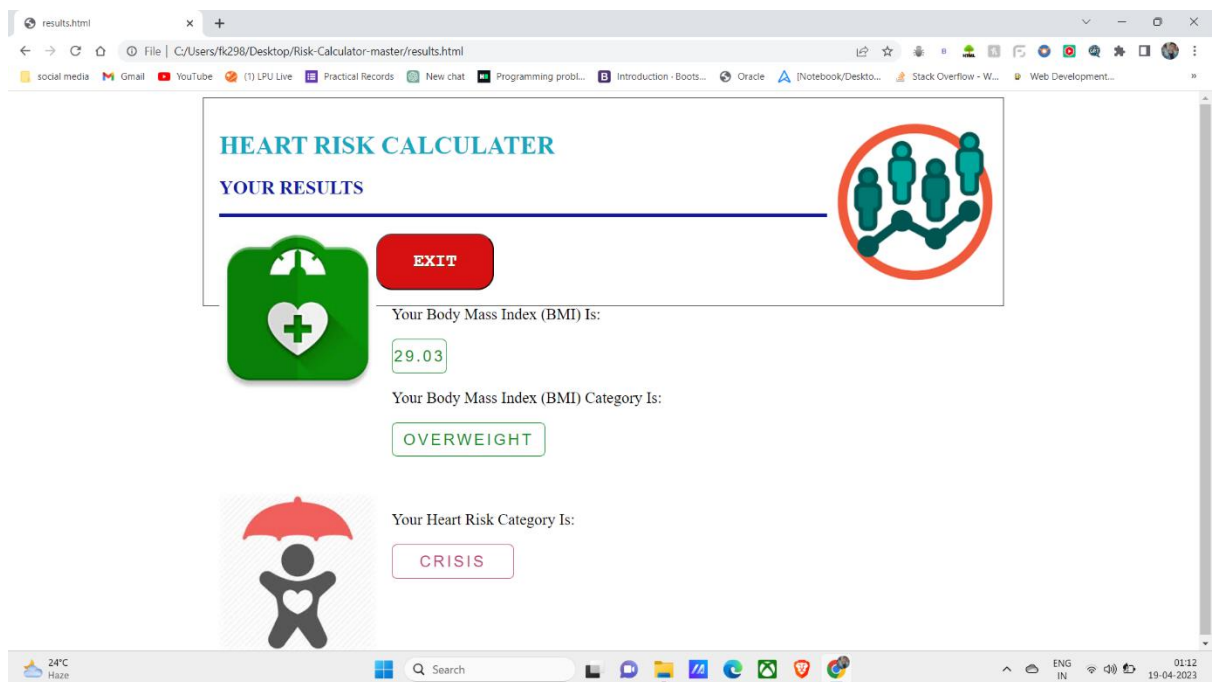 results.html
File | C:/Users/fk298/Desktop/Risk-Calculator-master/results.html
social media Gmail YouTube (1) LPU Live Practical Records New chat Programming probl... Introduction · Boots... Oracle [Notebook/Deskto... Stack Overflow - W... Web Development... »
HEART RISK CALCULATER
YOUR RESULTS
EXIT
Your Body Mass Index (BMI) Is:
29.03
Your Body Mass Index (BMI) Category Is:
OVERWEIGHT
Your Heart Risk Category Is:
CRISIS
24°C
Haze
Search
ENG
IN
01:12
19-04-2023